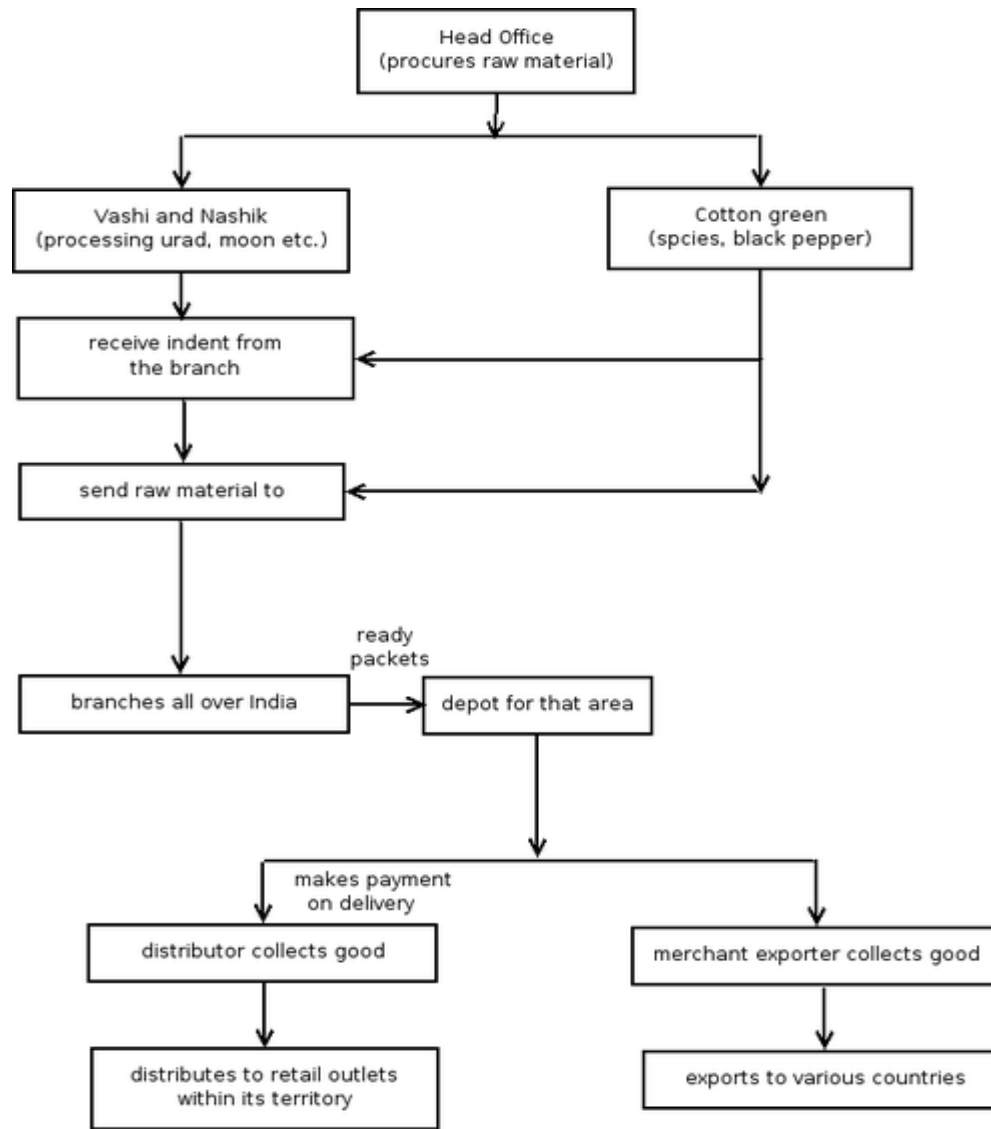 Head Office
(procures raw material)
Vashi and Nashik
(processing urad, moon etc.)
Cotton green
(spcies, black pepper)
receive indent from
the branch
send raw material to
ready
packets
branches all over India
depot for that area
makes payment
on delivery
distributor collects good
merchant exporter collects good
distributes to retail outlets
within its territory
exports to various countries